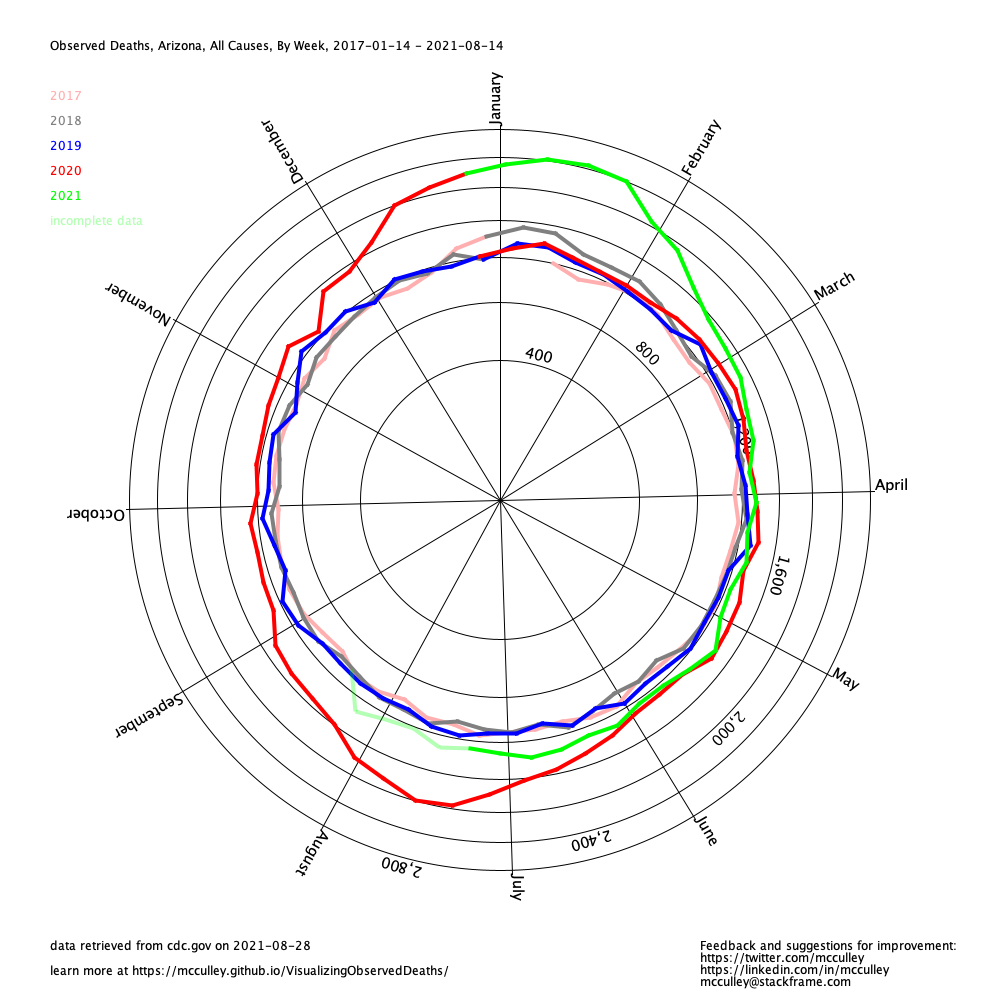 Observed Deaths, Arizona, All Causes, By Week, 2017-01-14 - 2021-08-14
2017
2018
2019
2020
2021
incomplete data
January
February
March
April
May
June
July
August
September
October
November
December
400
800
1,200
1,600
2,000
2,400
2,800
data retrieved from cdc.gov on 2021-08-28
learn more at https://mcculley.github.io/VisualizingObservedDeaths/
Feedback and suggestions for improvement:
https://twitter.com/mcculley
https://linkedin.com/in/mcculley
mcculley@stackframe.com